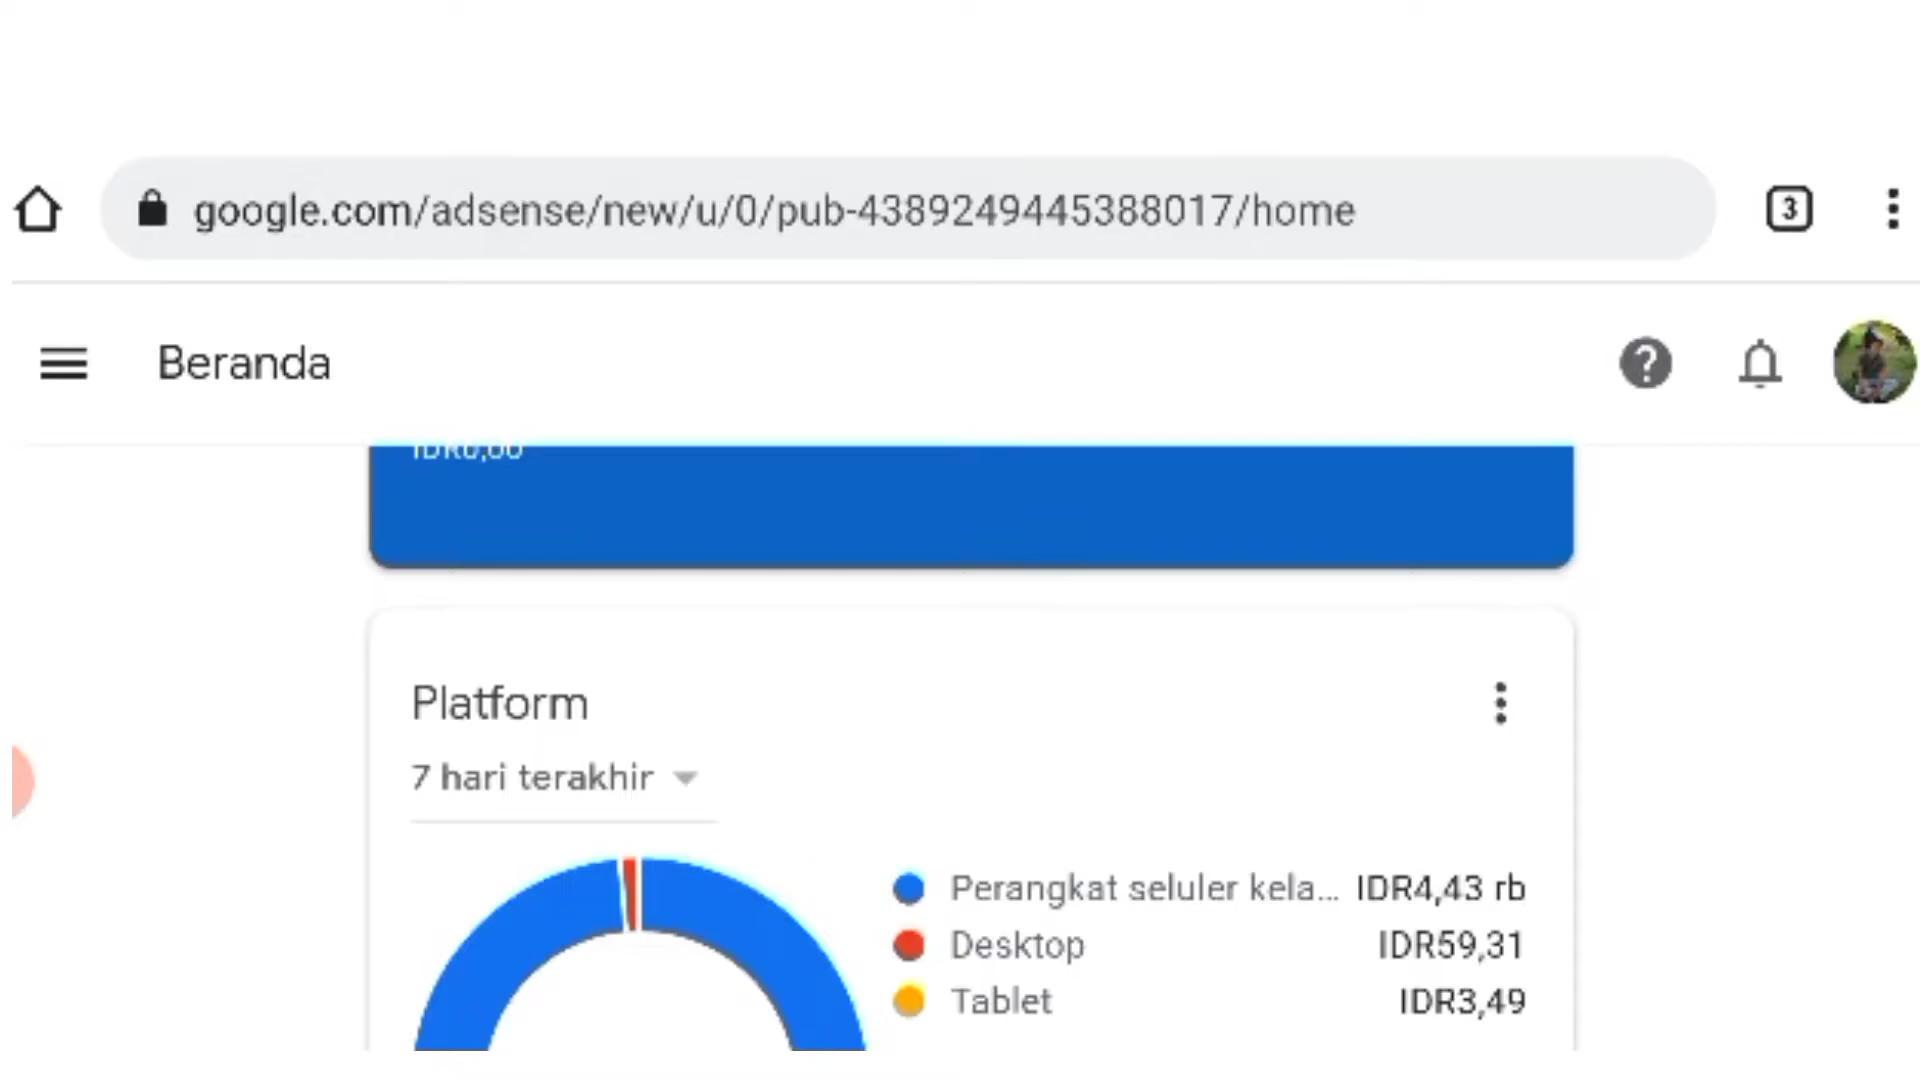 google.com/adsense/new/u/0/pub-4389249445388017/home
3
Beranda
Platform
7 hari terakhir
Perangkat seluler kela... IDR4,43 rb
Desktop IDR59,31
Tablet IDR3,49